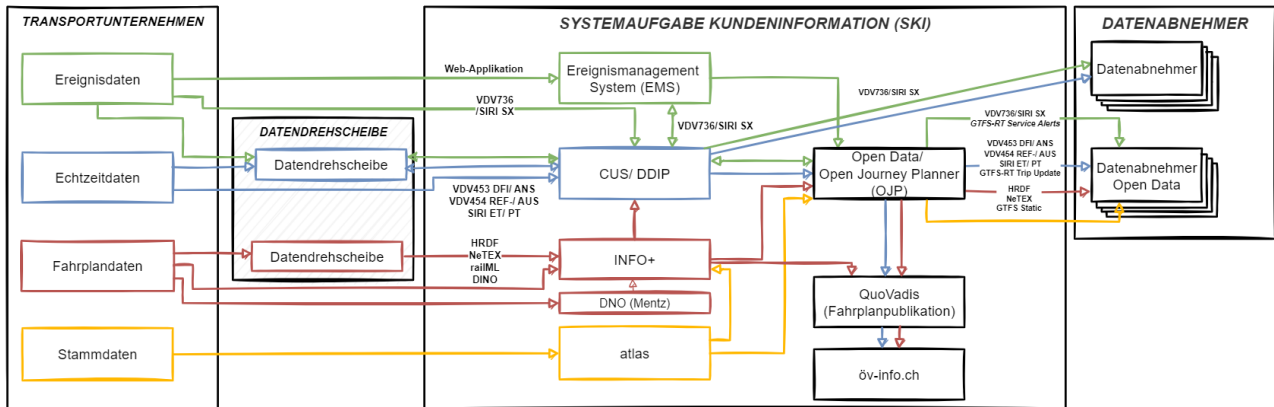 TRANSPORTUNTERNEHMEN
Ereignisdaten
Echtzeitdaten
Fahrplandaten
Stammdaten
DATENDREHSCHEIBE
Datendrehscheibe
Datendrehscheibe
SYSTEMAUFGABE KUNDENINFORMATION (SKI)
Web-Applikation
VDV736
/SIRI SX
Ereignismanagement
System (EMS)
VDV736/SIRI SX
CUS/ DDIP
VDV453 DFI/ ANS
VDV454 REF-/ AUS
SIRI ET/ PT
HRDF
NeTEX
railML
DINO
INFO+
DNO (Mentz)
atlas
Open Data/
Open Journey Planner
(OJP)
QuoVadis
(Fahrplanpublikation)
öv-info.ch
DATENABNEHMER
VDV736/SIRI SX
Datenabnehmer
VDV736/SIRI SX
GTFS-RT Service Alerts
VDV453 DFI/ ANS
VDV454 REF-/ AUS
SIRI ET/ PT
GTFS-RT Trip Update
HRDF
NeTEX
GTFS Static
Datenabnehmer
Open Data